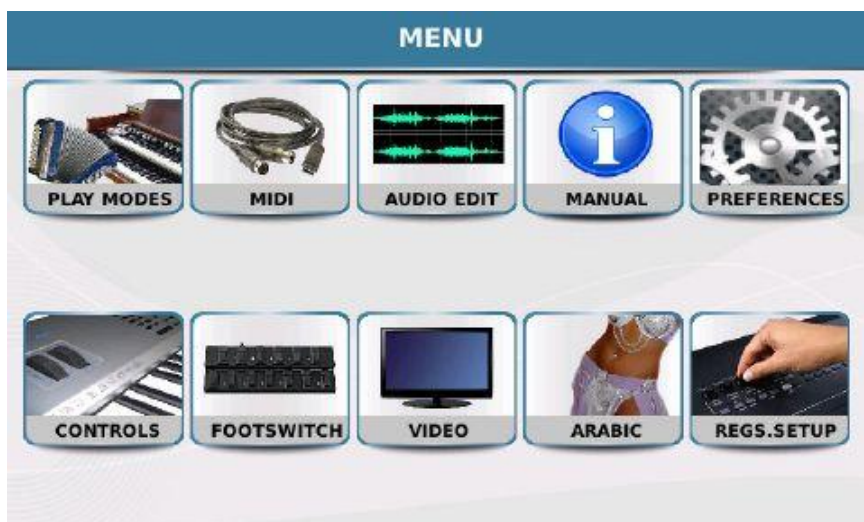 MENU
PLAY MODES
MIDI
AUDIO EDIT
MANUAL
PREFERENCES
CONTROLS
FOOTSWITCH
VIDEO
ARABIC
REGS.SETUP